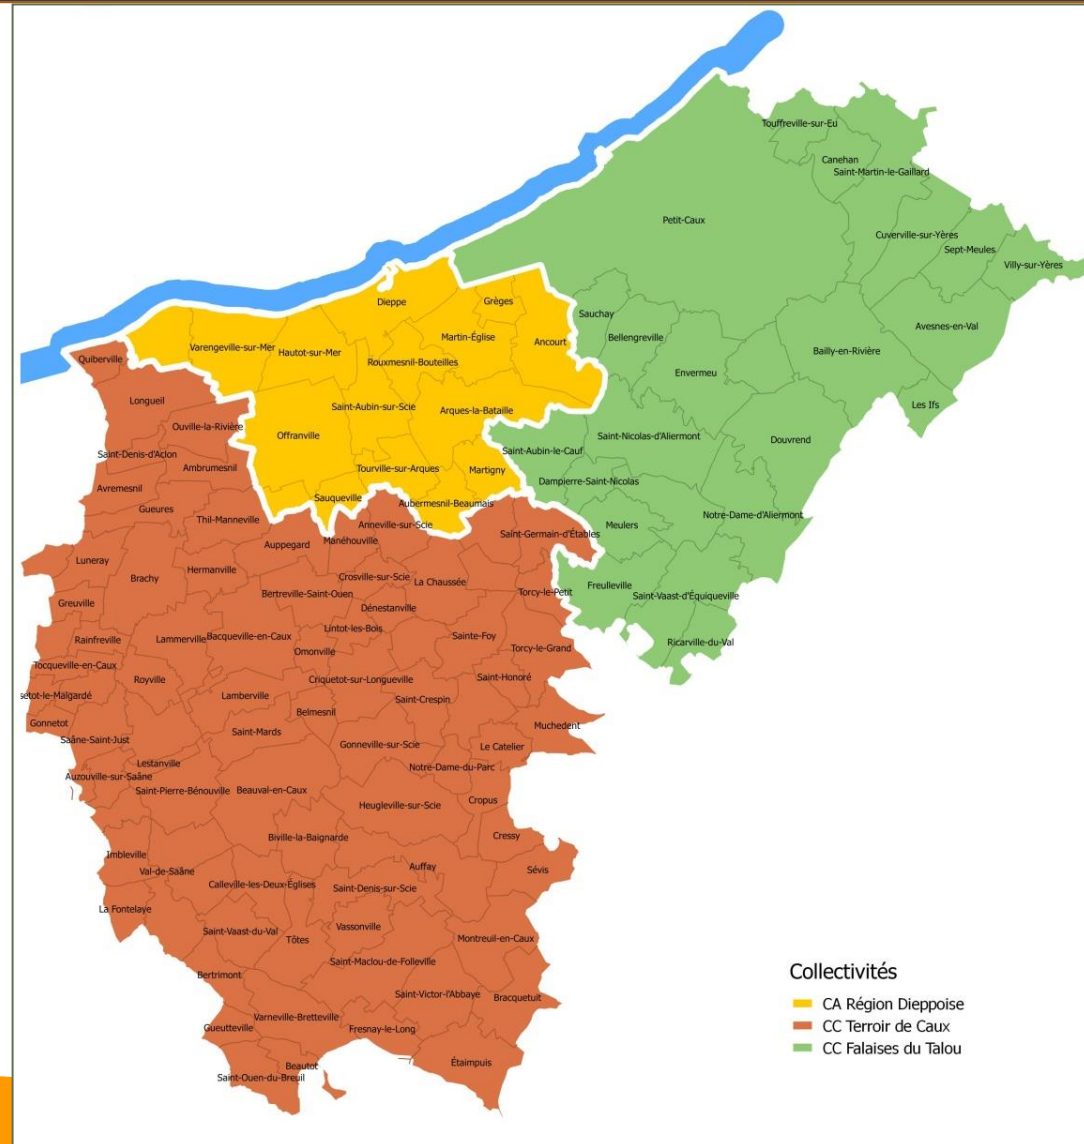 Touffreville-sur-Eu
Canehan
Saint-Martin-le-Gaillard
Petit-Caux
Cuverville-sur-Yères
Sept-Meules
Villy-sur-Yères
Dieppe
Grèges
Sauchay
Avesnes-en-Val
Martin-Église
Bellengreville
Ancourt
Varengeville-sur-Mer
Hautot-sur-Mer
Bailly-en-Rivière
Quiberville
Rouxmesnil-Bouteilles
Envermeu
Longueil
Saint-Aubin-sur-Scie
Arques-la-Bataille
Les Ifs
Ouville-la-Rivière
Offranville
Saint-Nicolas-d'Aliermont
Douvrend
Saint-Denis-d'Aclon
Saint-Aubin-le-Cauf
Ambrumesnil
Tourville-sur-Arques
Martigny
Dampierre-Saint-Nicolas
Avremesnil
Sauqueville
Aubermesnil-Beaumais
Gueures
Notre-Dame-d'Aliermont
Thil-Manneville
Anneville-sur-Scie
Meulers
Saint-Germain-d'Étables
Manéhouville
Auppegard
Luneray
Hermanville
Brachy
Crosville-sur-Scie
La Chaussée
Freulleville
Bertreville-Saint-Ouen
Torcy-le-Petit
Saint-Vaast-d'Équiqueville
Greuville
Dénestanville
Lintot-les-Bois
Rainfreville
Lammerville
Bacqueville-en-Caux
Sainte-Foy
Ricarville-du-Val
Omonville
Torcy-le-Grand
Tocqueville-en-Caux
Royville
Criquetot-sur-Longueville
Saint-Honoré
setot-le-Malgardé
Lamberville
Saint-Crespin
Belmesnil
Gonnetot
Muchedent
Saint-Mards
Saâne-Saint-Just
Gonneville-sur-Scie
Le Catelier
Lestanville
Notre-Dame-du-Parc
Auzouville-sur-Saâne
Saint-Pierre-Bénouville
Beauval-en-Caux
Cropus
Heugleville-sur-Scie
Cressy
Biville-la-Baignarde
Imbleville
Auffay
Val-de-Saâne
Sévis
Calleville-les-Deux-Églises
Saint-Denis-sur-Scie
La Fontelaye
Vassonville
Saint-Vaast-du-Val
Tôtes
Montreuil-en-Caux
Saint-Maclou-de-Folleville
Bertrimont
Saint-Victor-l'Abbaye
Bracquetuit
Varneville-Bretteville
Gueutteville
Fresnay-le-Long
Étaimpuis
Beautot
Saint-Ouen-du-Breuil
Collectivités
CA Région Dieppoise
CC Terroir de Caux
CC Falaises du Talou